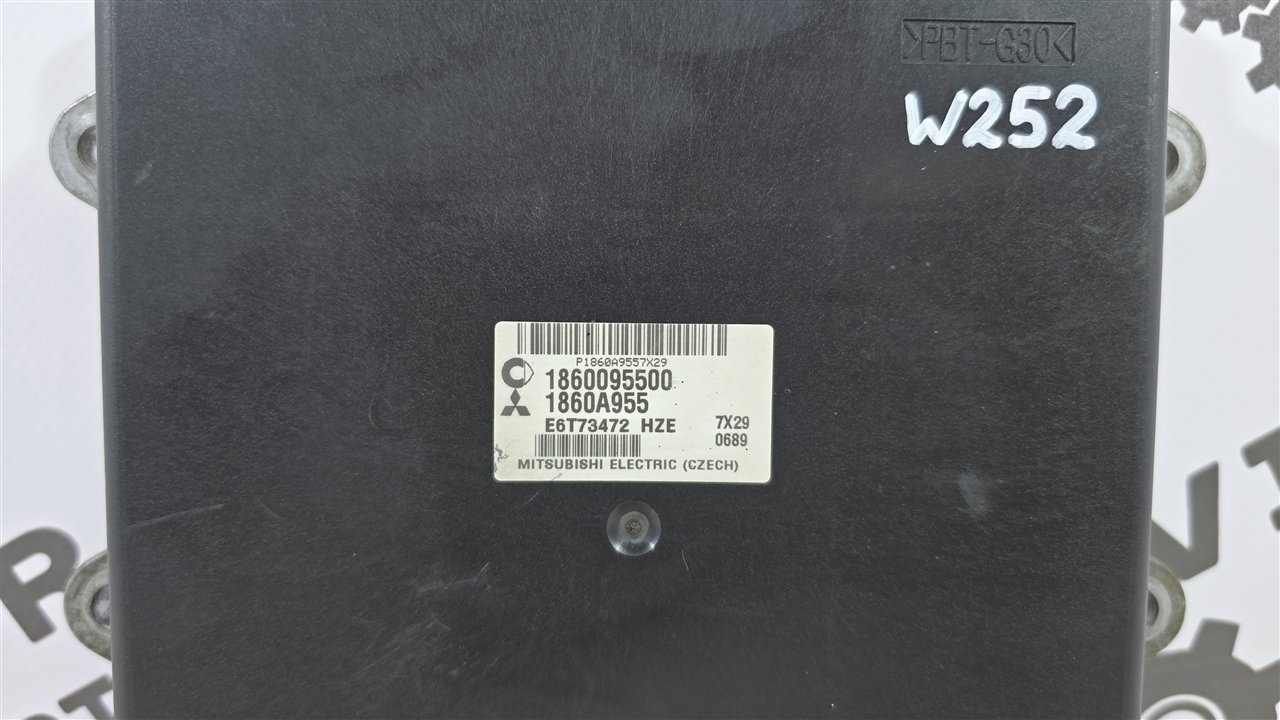 >PBT-G30<
W252
P1860A9557X29
1860095500
1860A955
E6T73472 HZE 7X29
0689
MITSUBISHI ELECTRIC (CZECH)